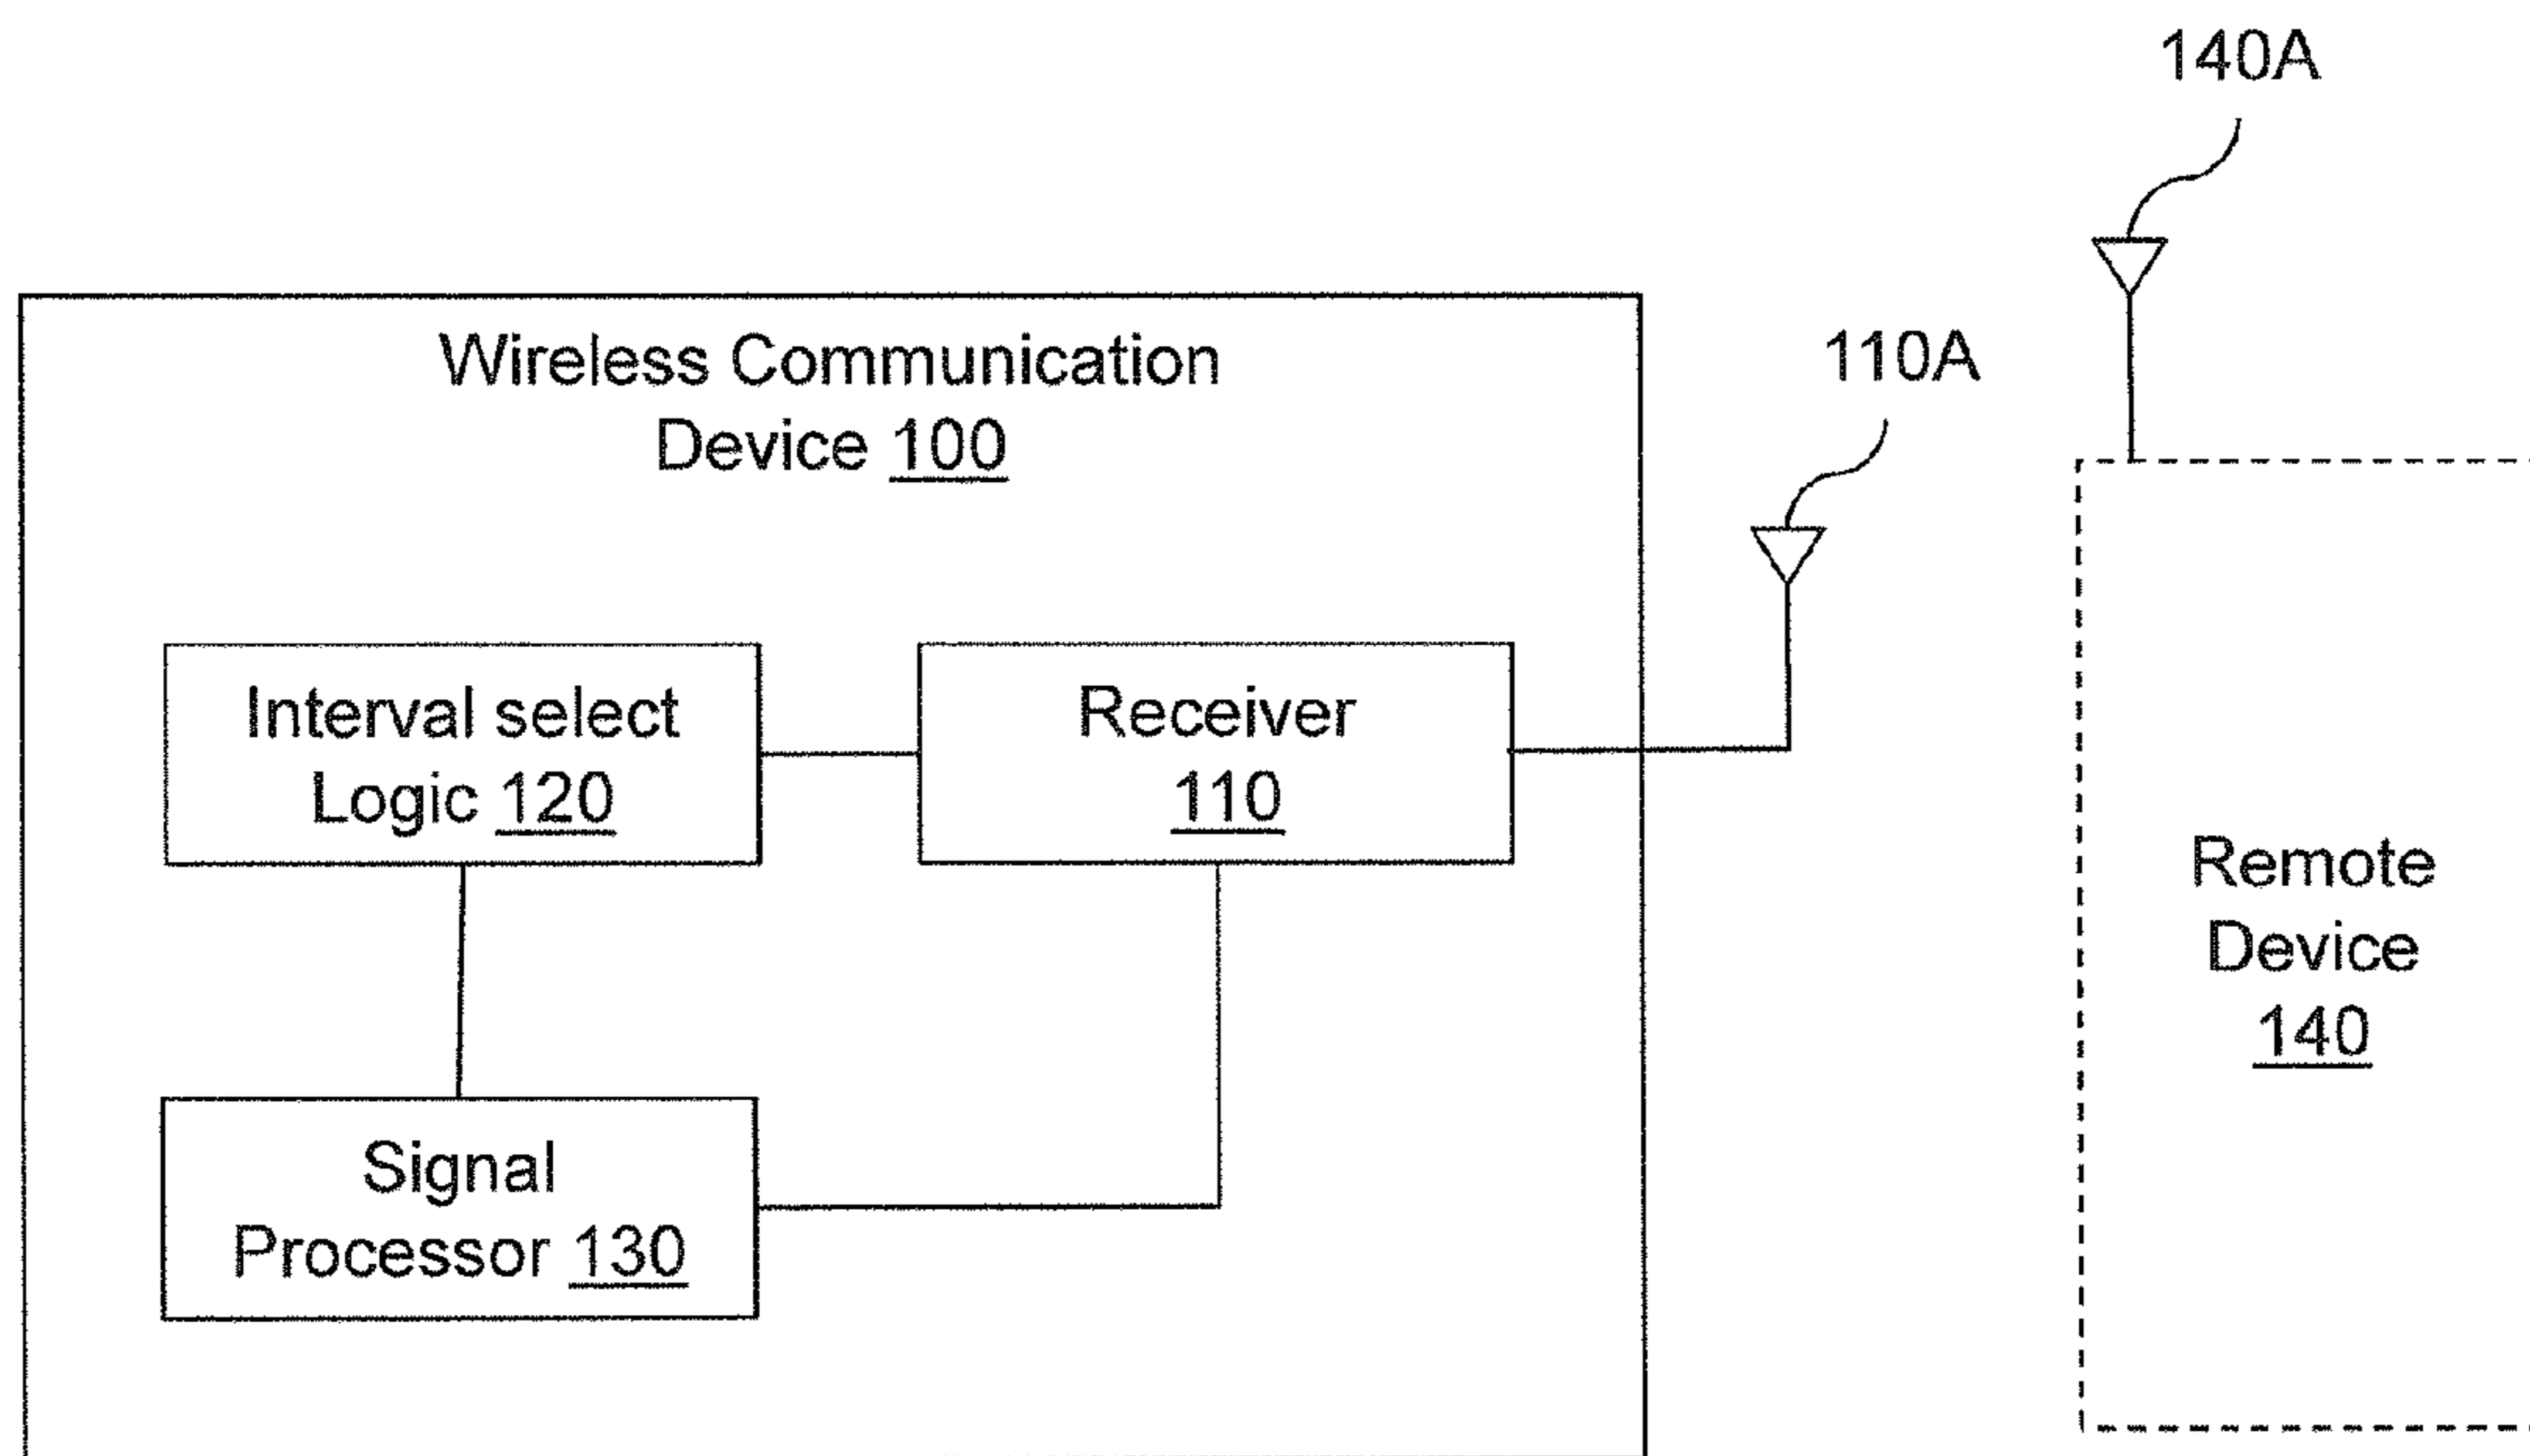 140A
Wireless Communication
Device 100
110A
Interval select
Logic 120
Receiver
110
Remote
Device
140
Signal
Processor 130